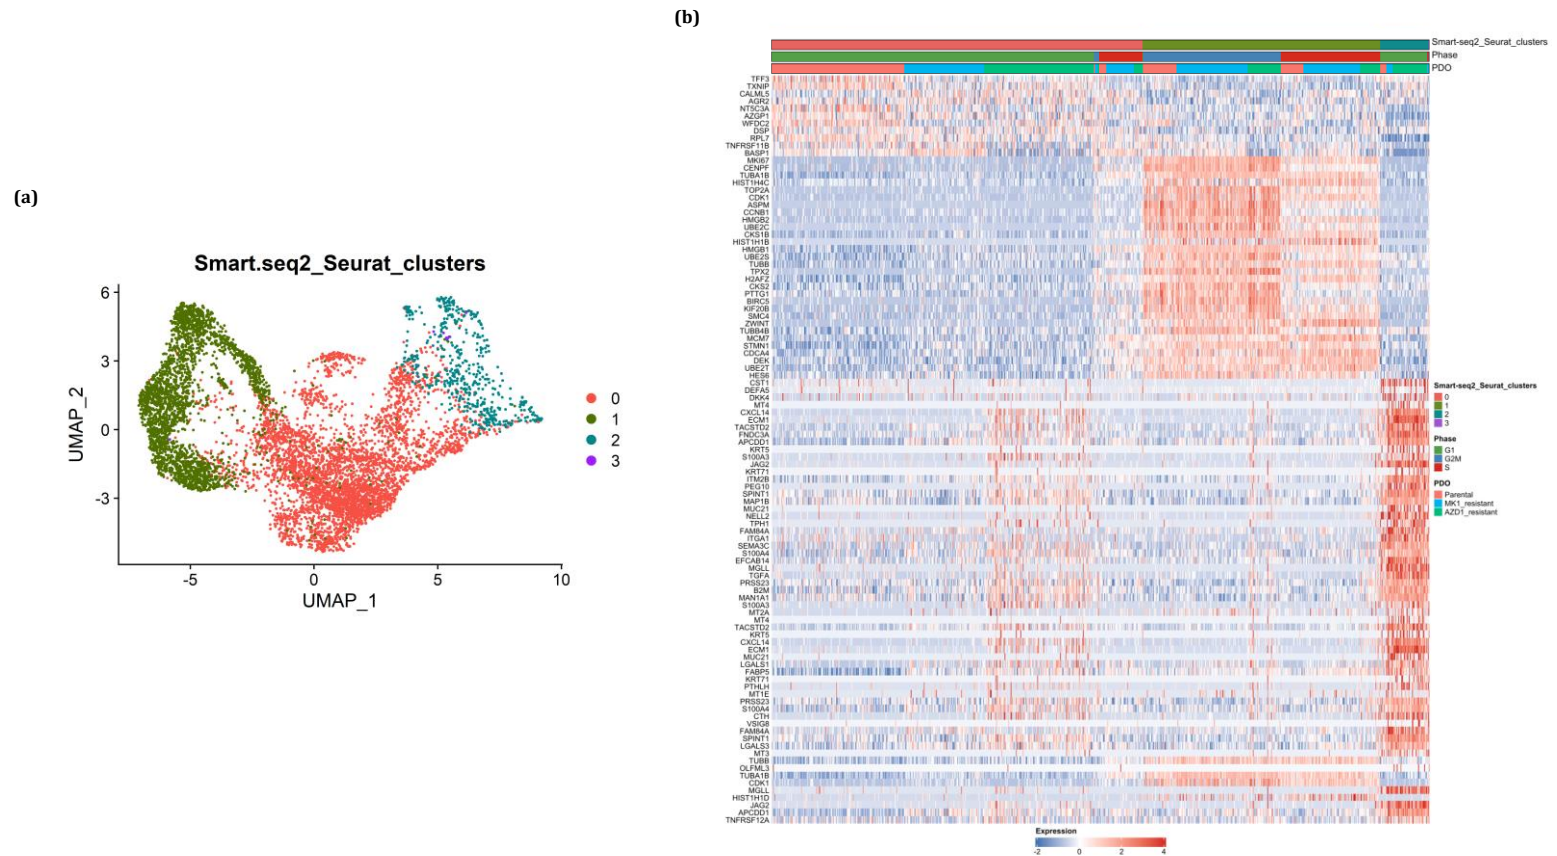 (b)
(a)
Smart.seq2_Seurat_clusters
UMAP_2
6
3
0
-3
-5
0
5
10
UMAP_1
0
1
2
3
Smart-seq2_Seurat_clusters
Phase
PDO
TFF3
TXNIP
CALML5
AGR2
NT5C3A
AZGP1
WFDC2
DSP
RPL7
TNFRSF11B
BASP1
MKI67
CENPF
TUBA1B
HIST1H4C
TOP2A
CDK1
ASPM
CCNB1
HMGB2
UBE2C
CKS1B
HIST1H1B
HMGB1
UBE2S
TUBB
TPX2
H2AFZ
CKS2
PTTG1
BIRC5
KIF20B
SMC4
ZWINT
TUBB4B
MCM7
STMN1
CDCA4
DEK
UBE2T
HES6
CST1
DEFA5
DKK4
MT4
CXCL14
ECM1
TACSTD2
FNDC3A
APCDD1
KRT5
S100A3
JAG2
KRT71
ITM2B
PEG10
SPINT1
MAP1B
MUC21
NELL2
TPH1
FAM84A
ITGA1
SEMA3C
S100A4
EFCAB14
MGLL
TGFA
PRSS23
B2M
MAN1A1
S100A3
MT2A
MT4
TACSTD2
KRT5
CXCL14
ECM1
MUC21
LGALS1
FABP5
KRT71
PTHLH
MT1E
PRSS23
S100A4
CTH
VSIG8
FAM84A
SPINT1
LGALS3
MT3
TUBB
OLFML3
TUBA1B
CDK1
MGLL
HIST1H1D
JAG2
APCDD1
TNFRSF12A
Smart-seq2_Seurat_clusters
0
1
2
3
Phase
G1
G2M
S
PDO
Parental
MK1_resistant
AZD1_resistant
Expression
-2
0
2
4